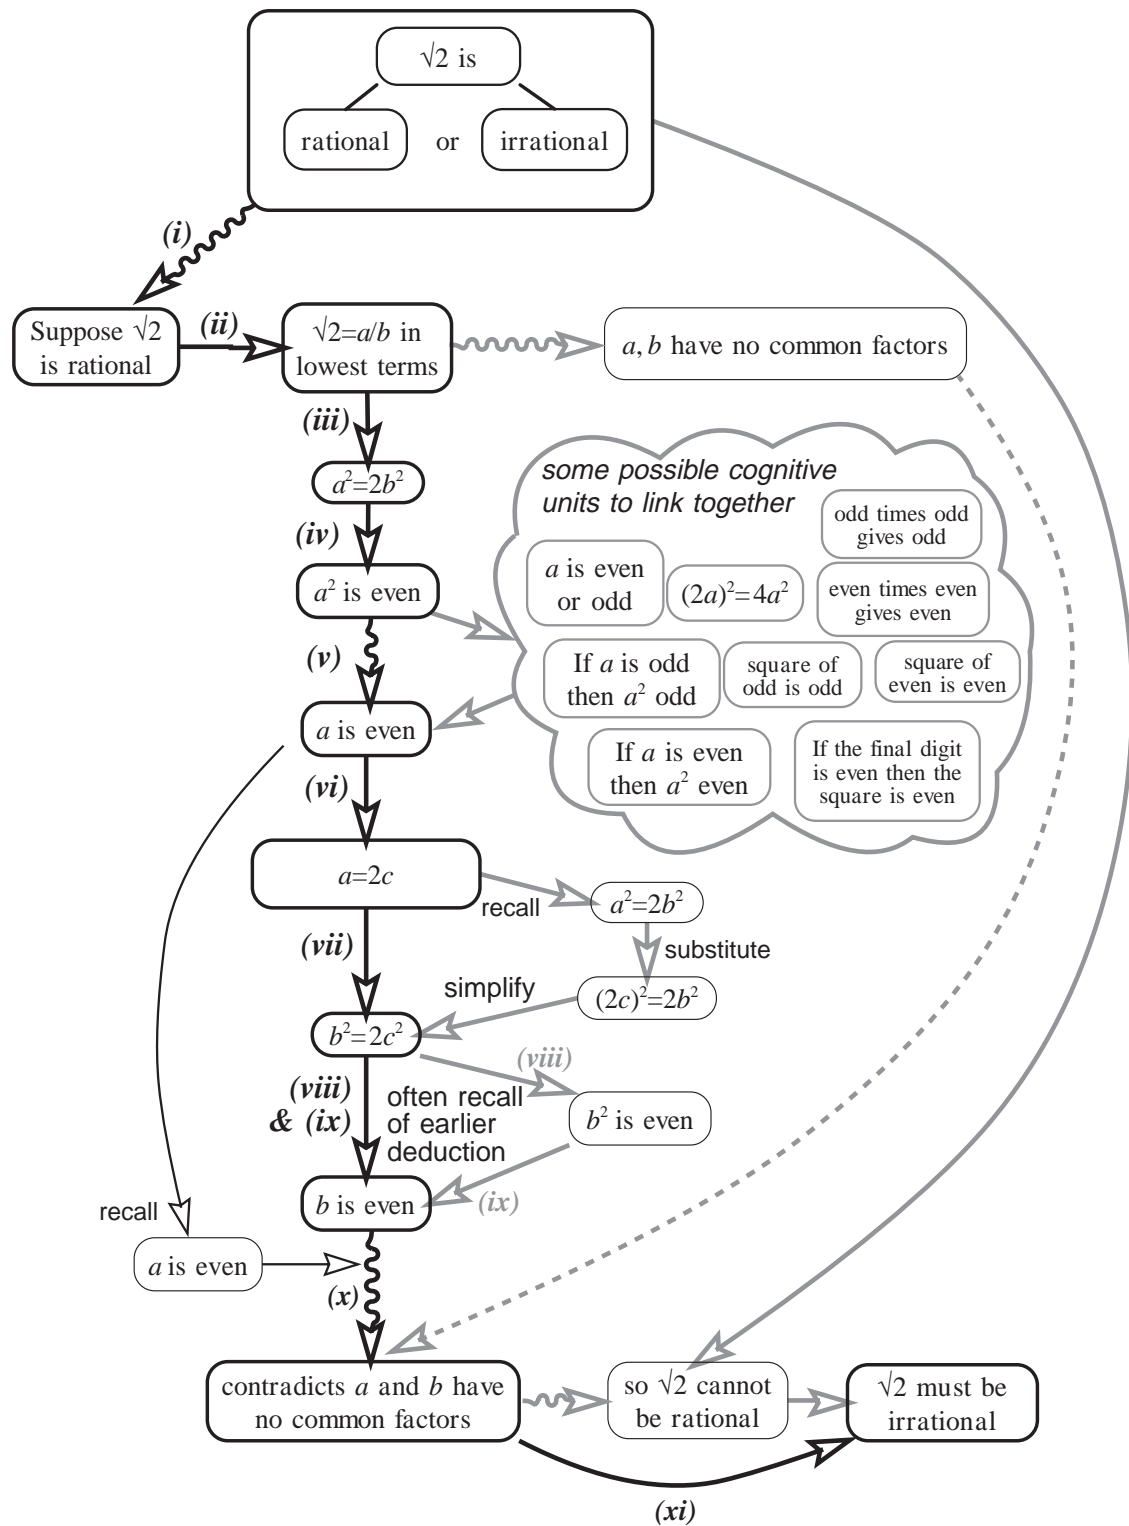 √2 is
rational or irrational
(i)
Suppose √2
is rational
(ii)
√2=a/b in
lowest terms
a, b have no common factors
(iii)
a²=2b²
some possible cognitive
units to link together
odd times odd
gives odd
(iv)
a² is even
a is even
or odd
(2a)²=4a²
even times even
gives even
(v)
If a is odd
then a² odd
square of
odd is odd
square of
even is even
a is even
If a is even
then a² even
If the final digit
is even then the
square is even
(vi)
a=2c
recall
a²=2b²
(vii)
substitute
simplify
(2c)²=2b²
b²=2c²
(viii)
(viii)
& (ix)
often recall
of earlier
deduction
b² is even
b is even
(ix)
recall
a is even
(x)
contradicts a and b have
no common factors
so √2 cannot
be rational
√2 must be
irrational
(xi)